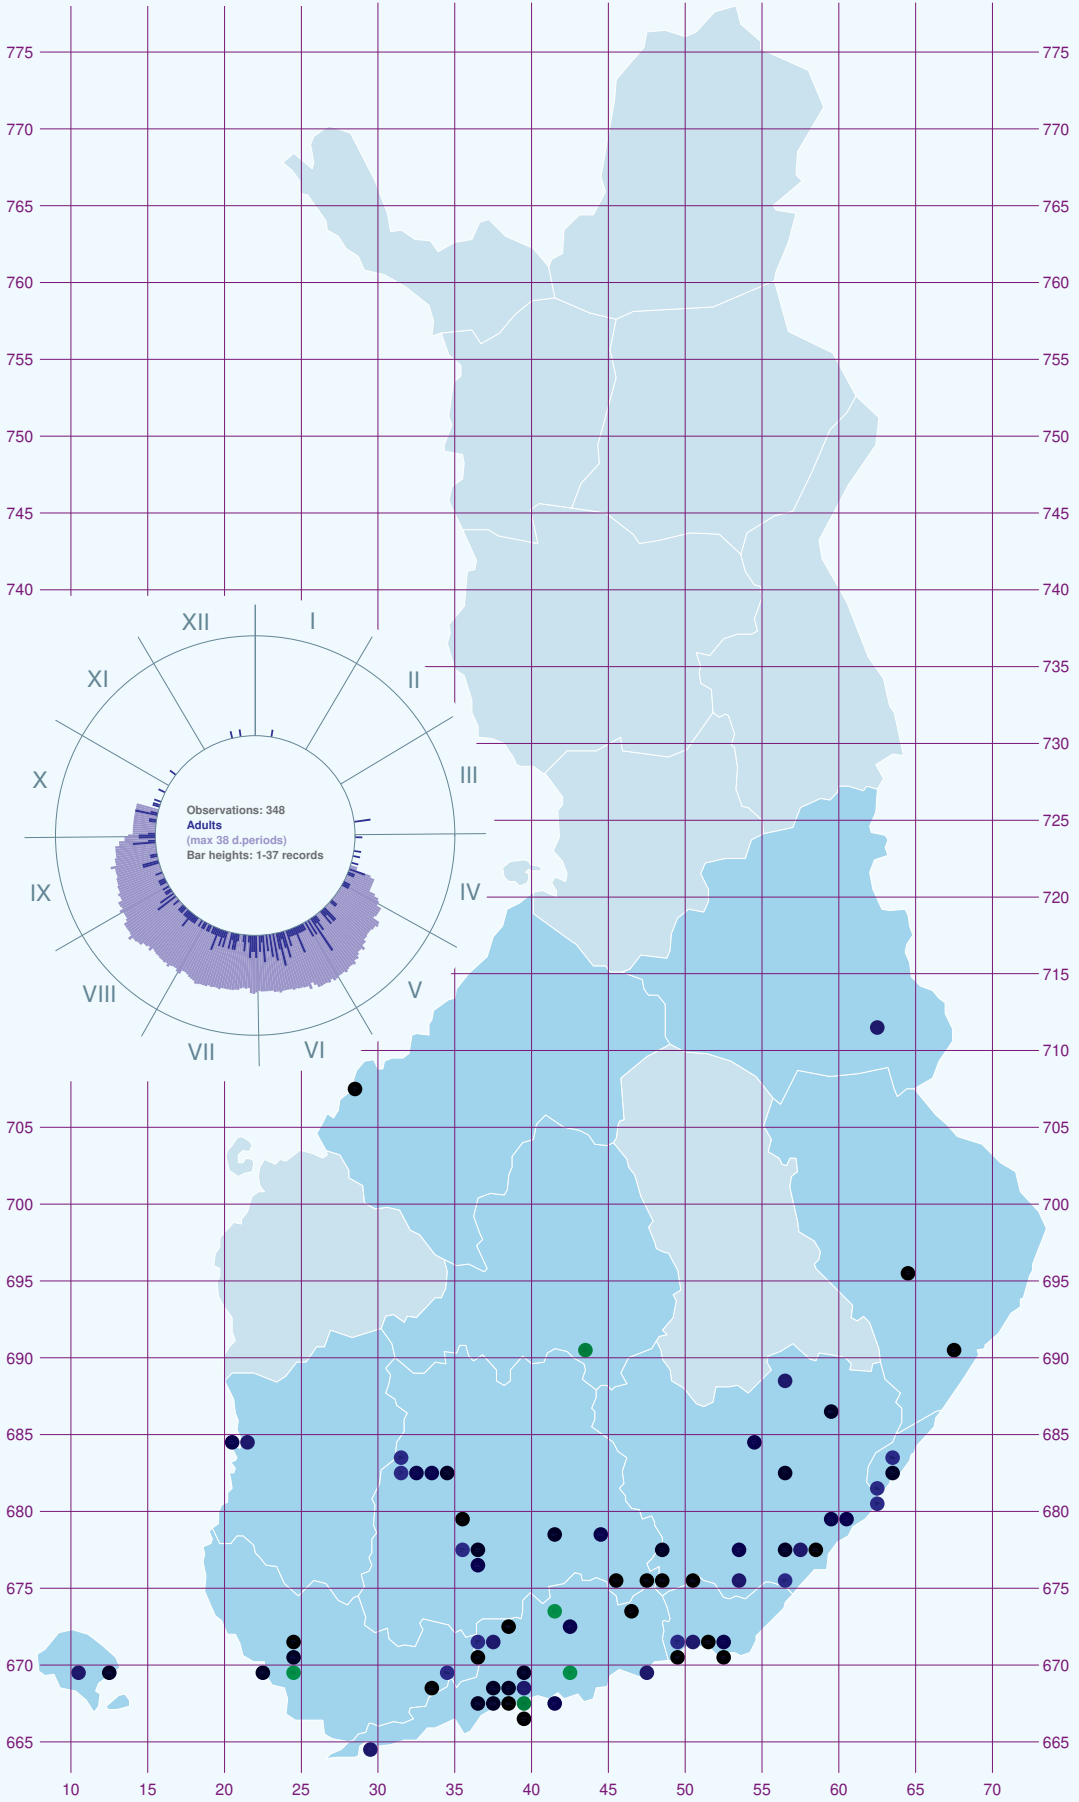 775 775
770 770
765 765
760 760
755 755
750 750
745 745
740 740
XII I
735
XI II
730
X III
Observations: 348
Adults
(max 38 d.periods)
Bar heights: 1-37 records
725
IX IV
720
VIII V
715
VII VI
710
705 705
700 700
695 695
690 690
685 685
680 680
675 675
670 670
665 665
10 15 20 25 30 35 40 45 50 55 60 65 70